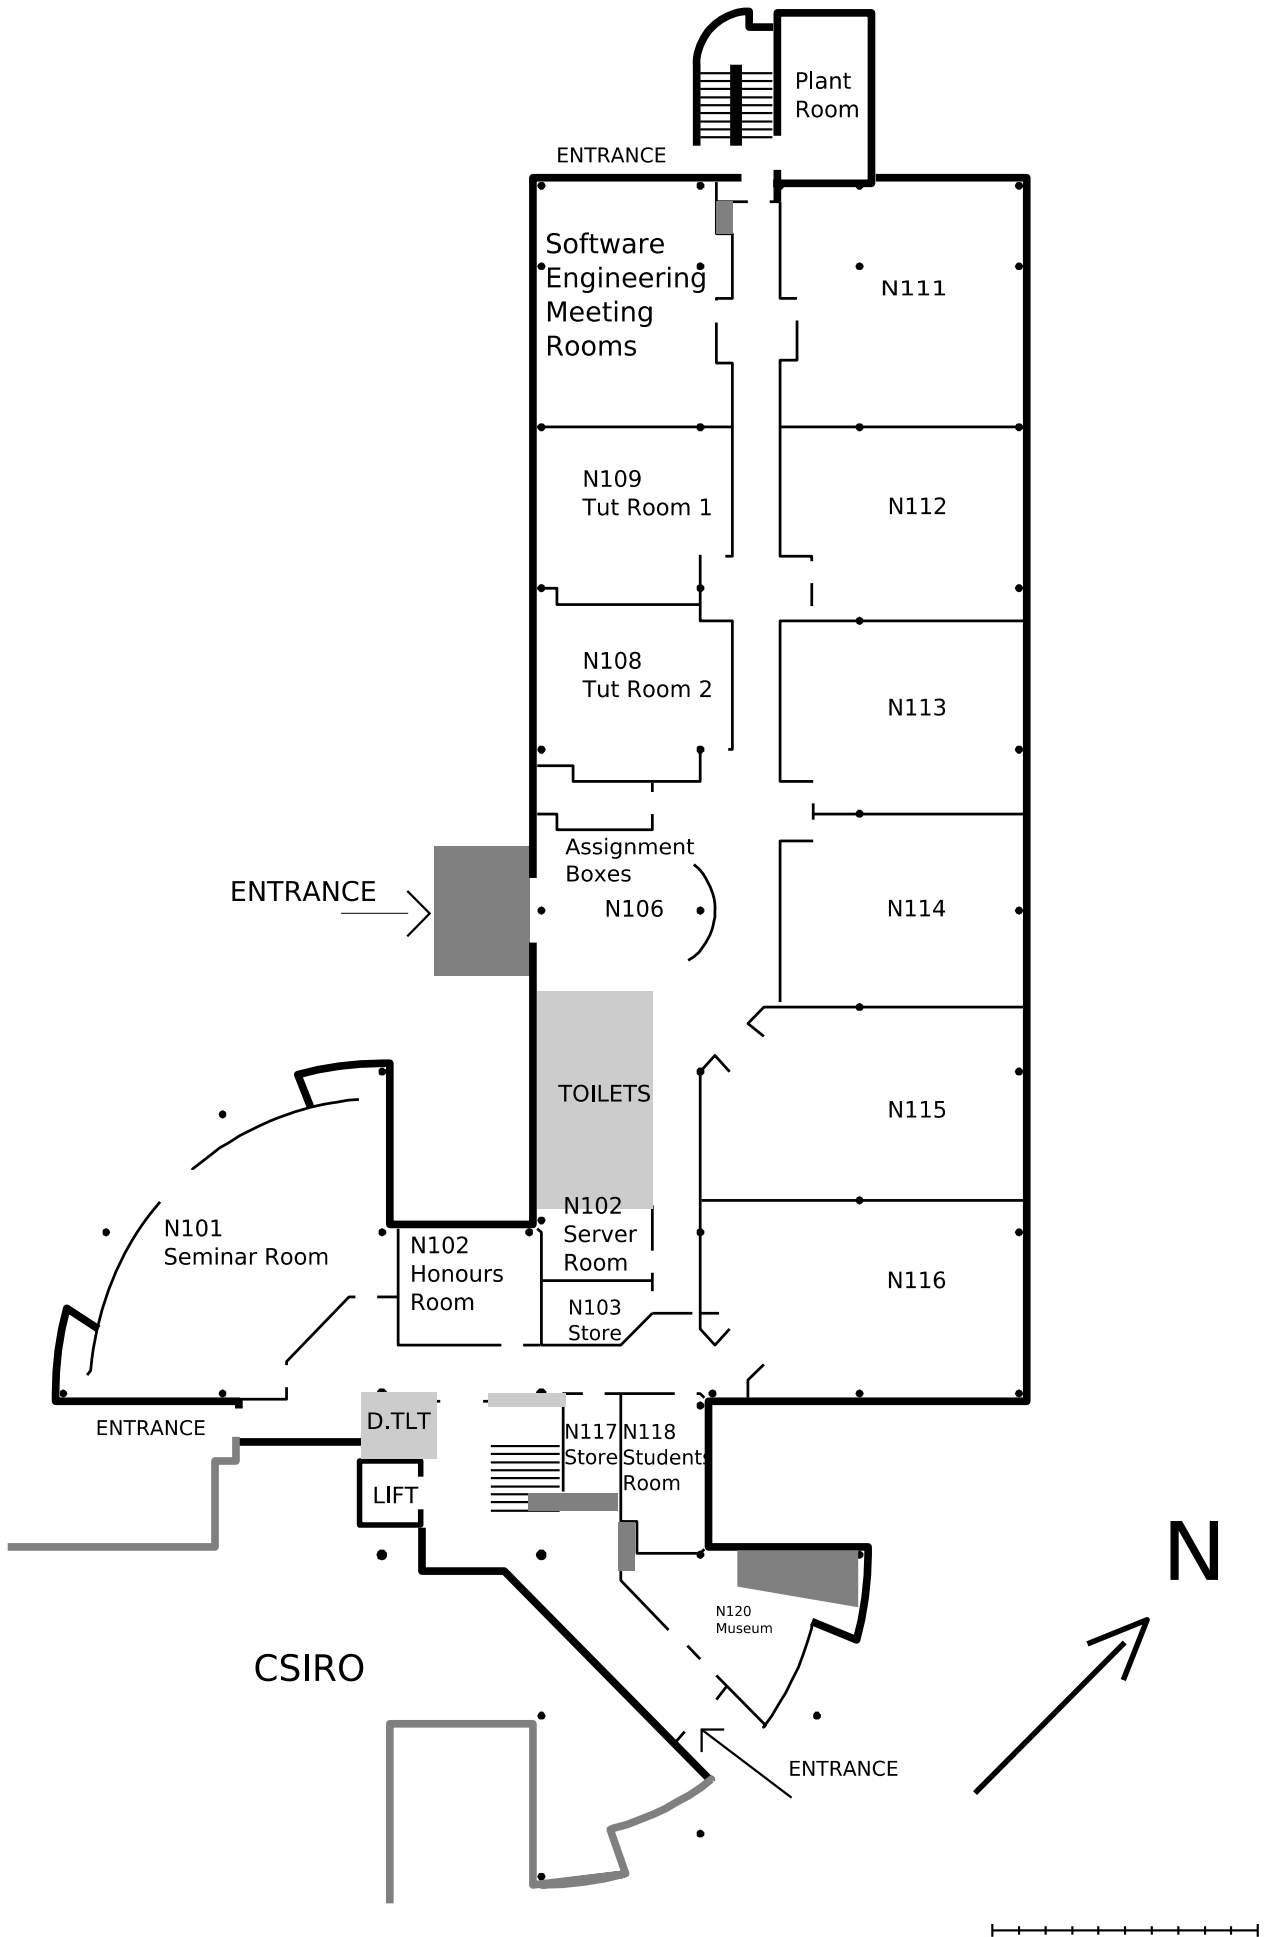 Plant
Room
ENTRANCE
Software
Engineering
Meeting
Rooms
N111
N109
Tut Room 1
N112
N108
Tut Room 2
N113
Assignment
Boxes
ENTRANCE
N106
N114
TOILETS
N115
N102
Server
Room
N101
Seminar Room
N102
Honours
Room
N116
N103
Store
ENTRANCE
D.TLT
N117
Store
N118
Students
Room
LIFT
N
N120
Museum
CSIRO
ENTRANCE